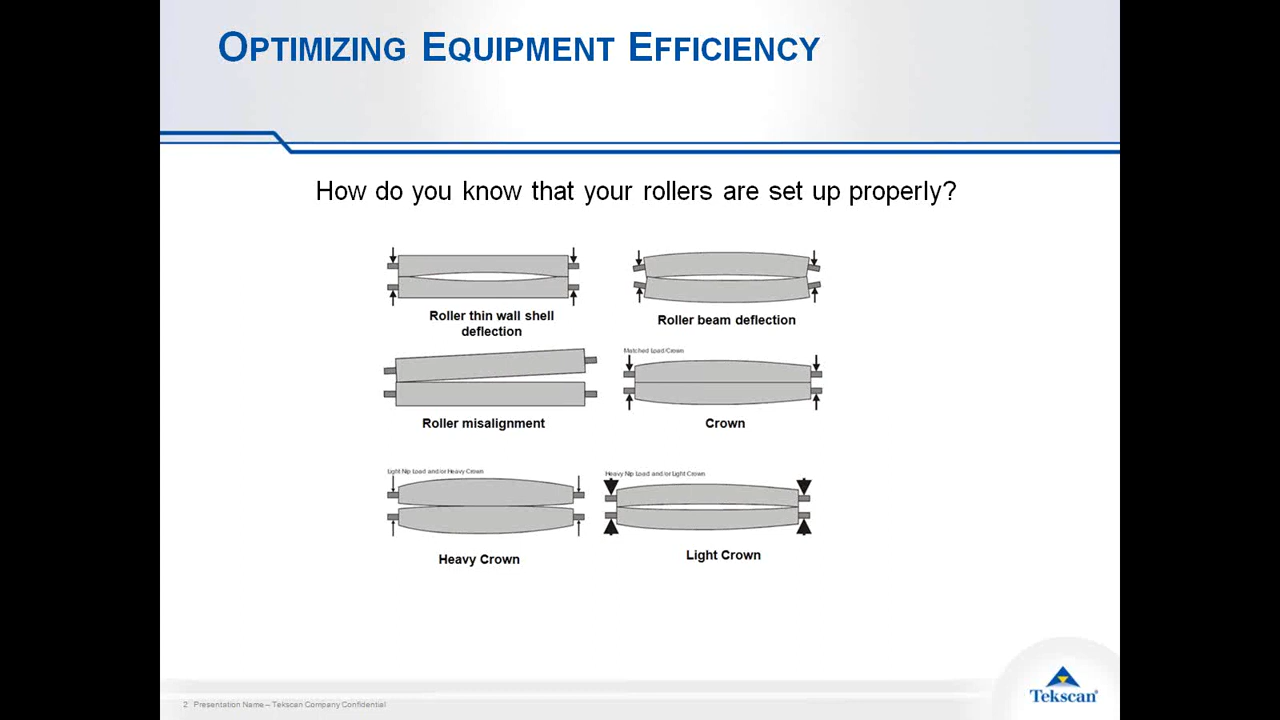 OPTIMIZING EQUIPMENT EFFICIENCY
How do you know that your rollers are set up properly?
Roller thin wall shell
deflection
Roller beam deflection
Matched Load/Crown
Roller misalignment
Crown
Light Nip Load and/or Heavy Crown
Heavy Nip Load and/or Light Crown
Heavy Crown
Light Crown
2 Presentation Name – Tekscan Company Confidential
Tekscan®